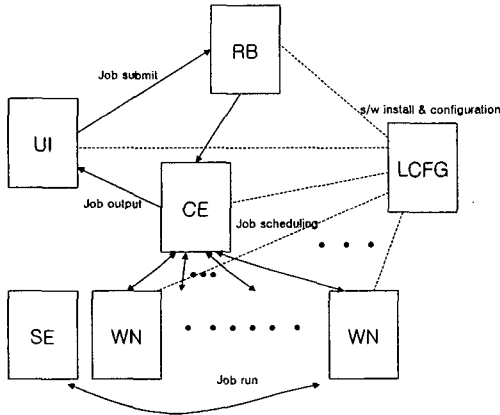 RB
Job submit
s/w install & configuration
UI
LCFG
CE
Job output
Job scheduling
SE
WN
WN
Job run